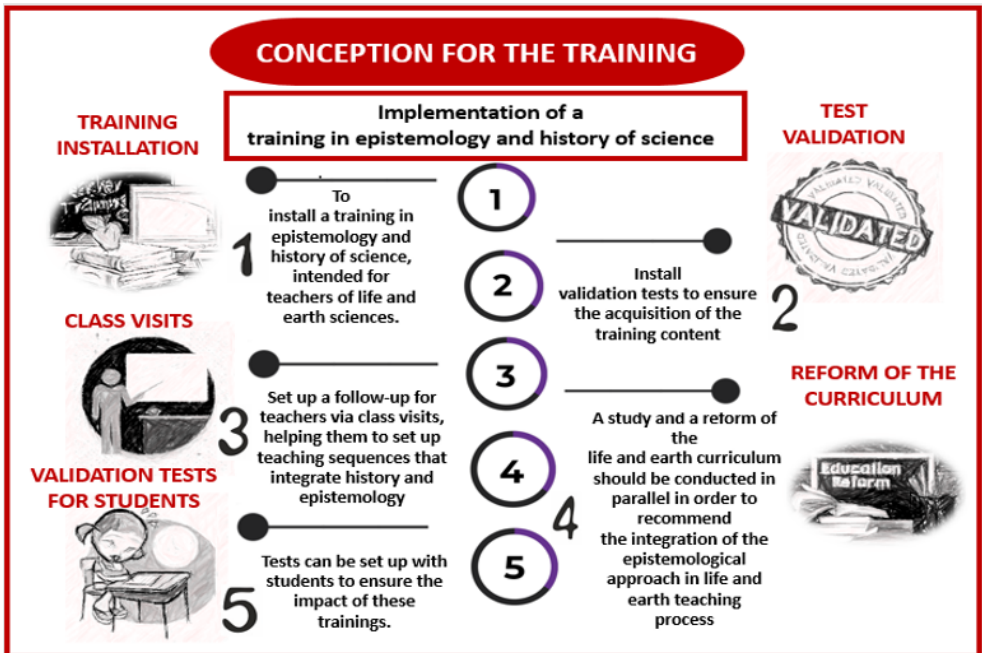 CONCEPTION FOR THE TRAINING
Implementation of a
training in epistemology and history of science
TRAINING
INSTALLATION
Training
1
To
install a training in
epistemology and
history of science,
intended for
teachers of life and
earth sciences.
1
TEST
VALIDATION
VALIDATED VALIDATED
VALIDATED
VALIDATED VALIDATED
2
Install
validation tests to ensure
the acquisition of the
training content
2
CLASS VISITS
3
Set up a follow-up for
teachers via class visits,
helping them to set up
teaching sequences that
integrate history and
epistemology
3
REFORM OF THE
CURRICULUM
Education
Reform
4
A study and a reform of
the
life and earth curriculum
should be conducted in
parallel in order to
recommend
the integration of the
epistemological
approach in life and
earth teaching
process
4
VALIDATION TESTS
FOR STUDENTS
5
Tests can be set up with
students to ensure the
impact of these
trainings.
5